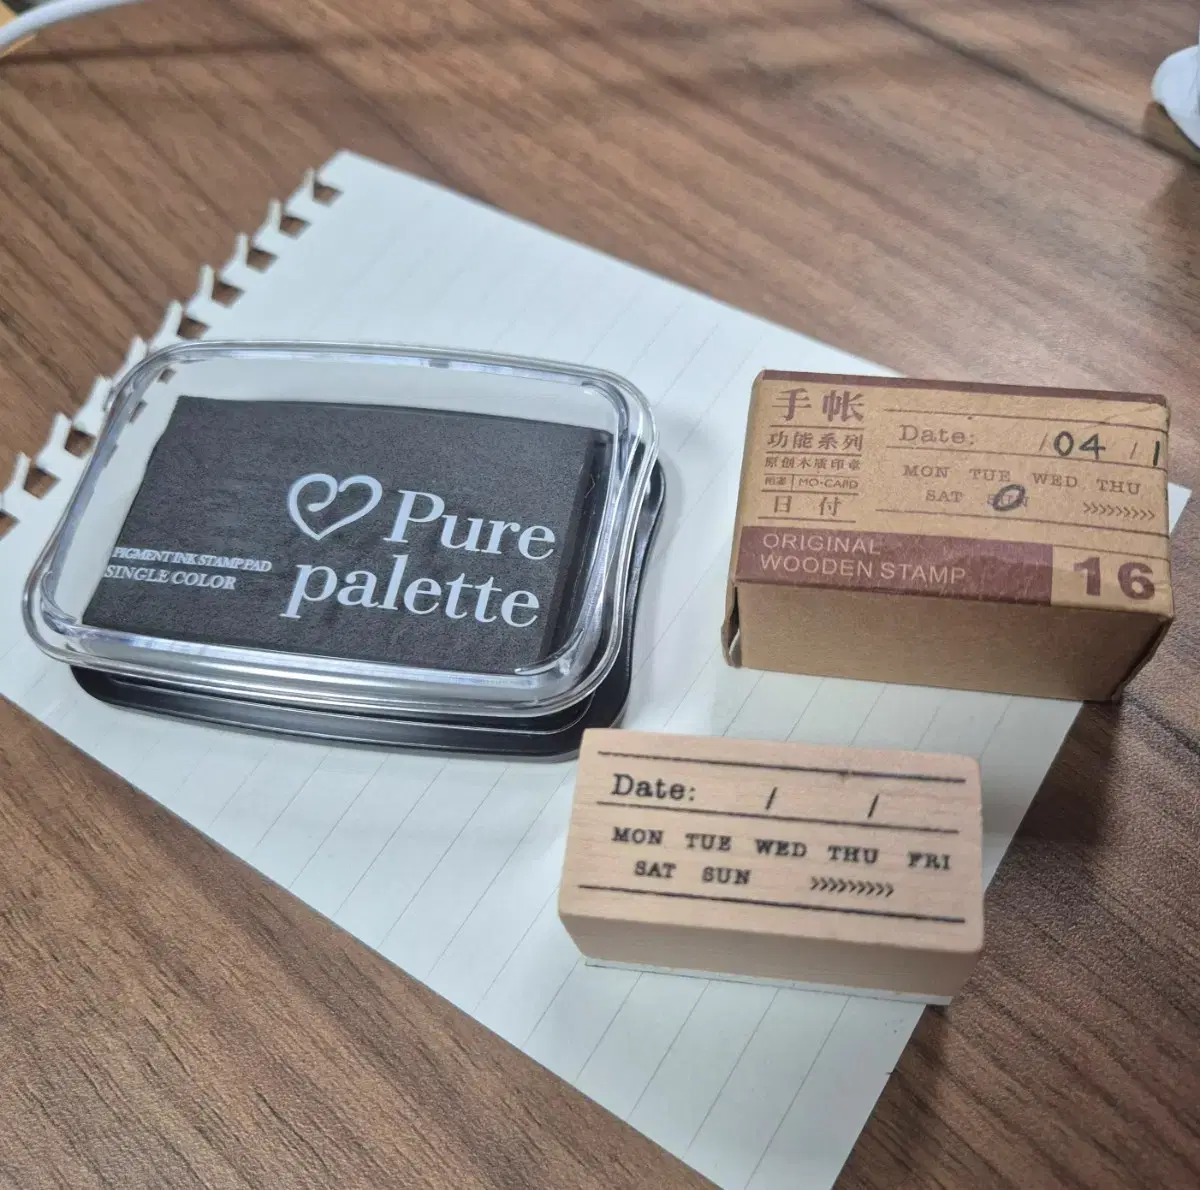 Pure
palette
PIGMENT INK STAMP PAD
SINGLE COLOR
手帐
功能系列
原创木质印章
MO·CARD
日付
Date: /04 / 1
MON TUE WED THU
SAT SUN >>>>>>>>>
ORIGINAL
WOODEN STAMP
16
Date: / /
MON TUE WED THU FRI
SAT SUN >>>>>>>>>